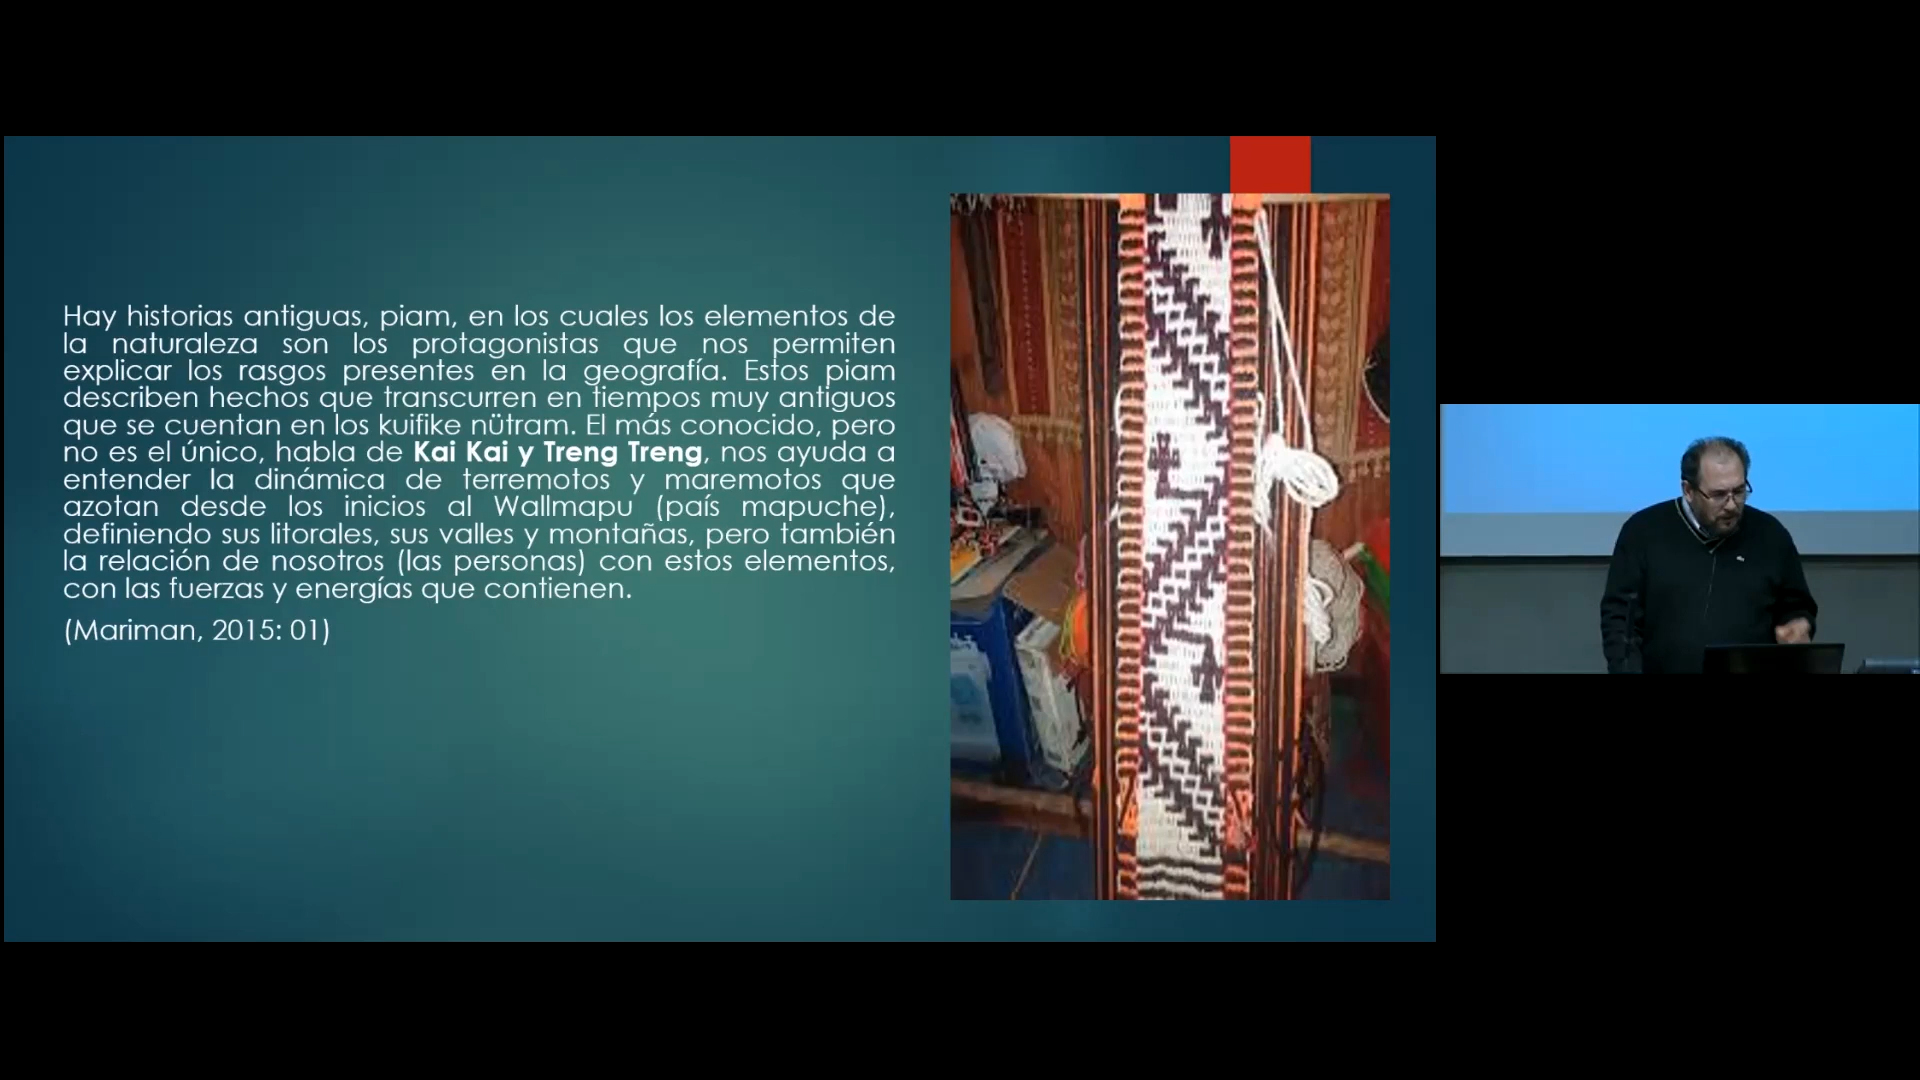 Hay historias antiguas, piam, en los cuales los elementos de
la naturaleza son los protagonistas que nos permiten
explicar los rasgos presentes en la geografía. Estos piam
describen hechos que transcurren en tiempos muy antiguos
que se cuentan en los kuifike nütram. El más conocido, pero
no es el único, habla de Kai Kai y Treng Treng, nos ayuda a
entender la dinámica de terremotos y maremotos que
azotan desde los inicios al Wallmapu (país mapuche),
definiendo sus litorales, sus valles y montañas, pero también
la relación de nosotros (las personas) con estos elementos,
con las fuerzas y energías que contienen.
(Mariman, 2015: 01)